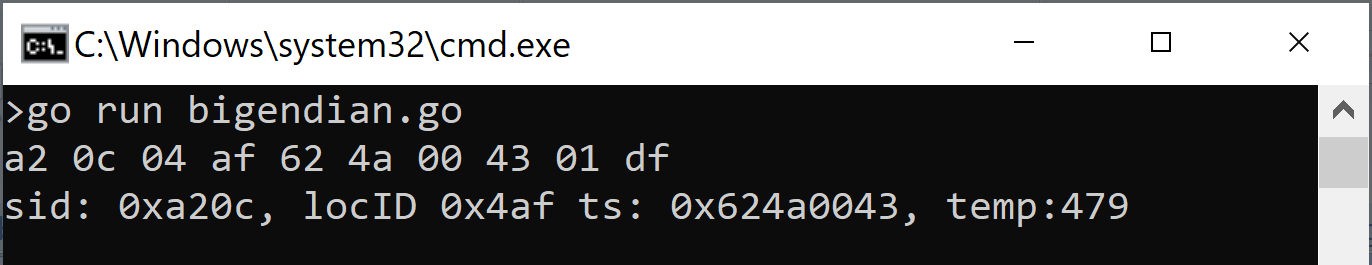 C:\Windows\system32\cmd.exe
>go run bigendian.go
a2 0c 04 af 62 4a 00 43 01 df
sid: 0xa20c, locID 0x4af ts: 0x624a0043, temp:479